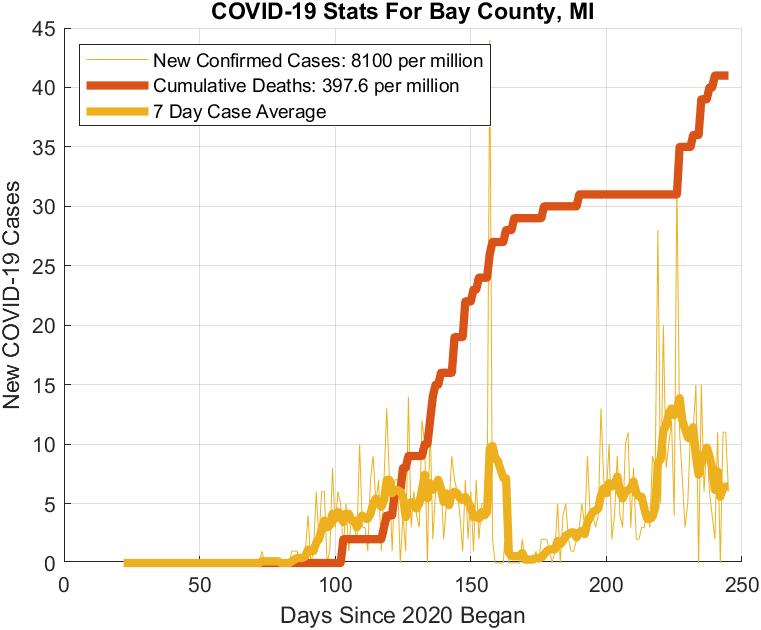 COVID-19 Stats For Bay County, MI
New Confirmed Cases: 8100 per million
Cumulative Deaths: 397.6 per million
7 Day Case Average
New COVID-19 Cases
45
40
35
30
25
20
15
10
5
0
0 50 100 150 200 250
Days Since 2020 Began